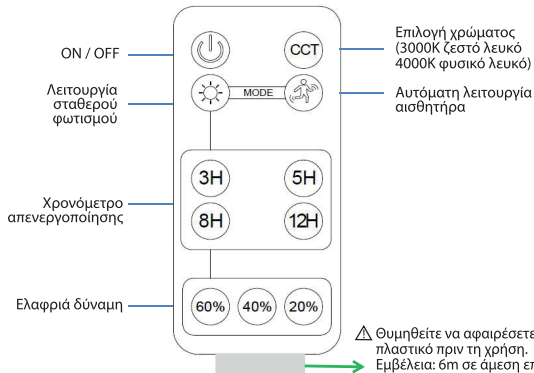 ON / OFF
CCT
Επιλογή χρώματος
(3000K ζεστό λευκό
4000K φυσικό λευκό)
Λειτουργία
σταθερού
φωτισμού
MODE
Αυτόματη λειτουργία
αισθητήρα
Χρονόμετρο
απενεργοποίησης
3H 5H
8H 12H
Ελαφριά δύναμη
60% 40% 20%
Θυμηθείτε να αφαιρέσετε
πλαστικό πριν τη χρήση.
Εμβέλεια: 6m σε άμεση